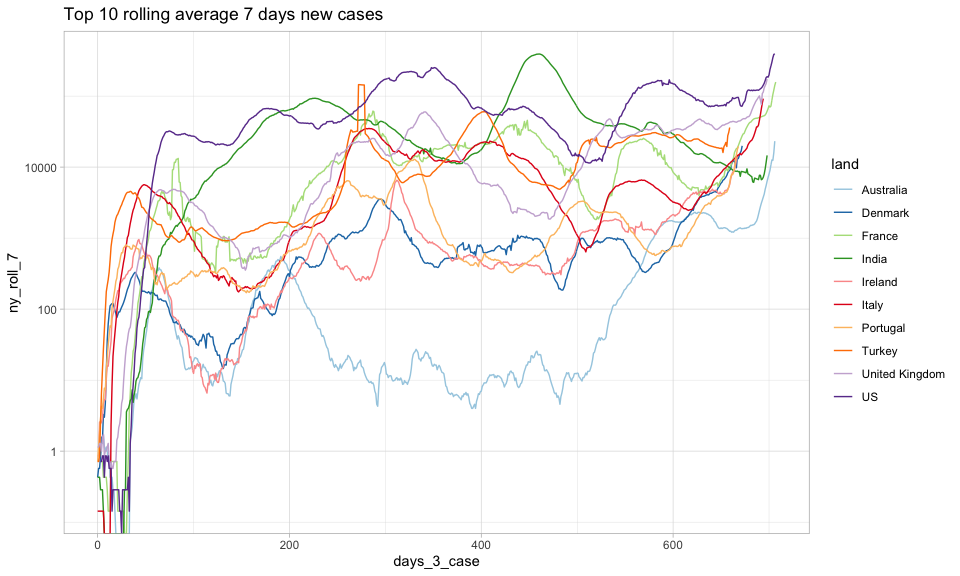 Top 10 rolling average 7 days new cases
ny_roll_7
10000
100
1
0
200
400
600
days_3_case
land
Australia
Denmark
France
India
Ireland
Italy
Portugal
Turkey
United Kingdom
US